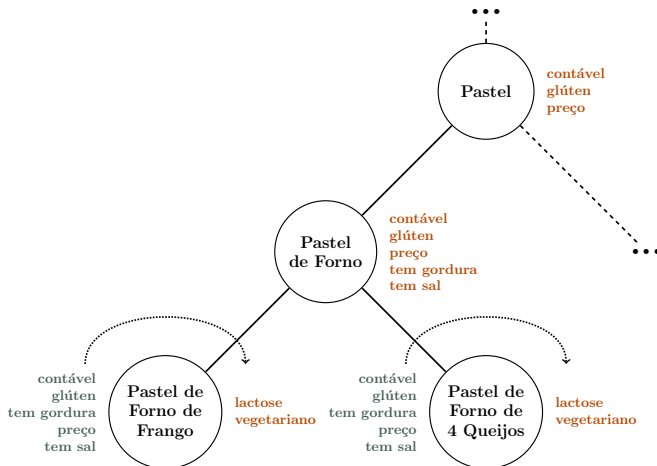 Pastel
contável
glúten
preço
Pastel
de Forno
contável
glúten
preço
tem gordura
tem sal
contável
glúten
tem gordura
preço
tem sal
Pastel de
Forno de
Frango
lactose
vegetariano
contável
glúten
tem gordura
preço
tem sal
Pastel de
Forno de
4 Queijos
lactose
vegetariano